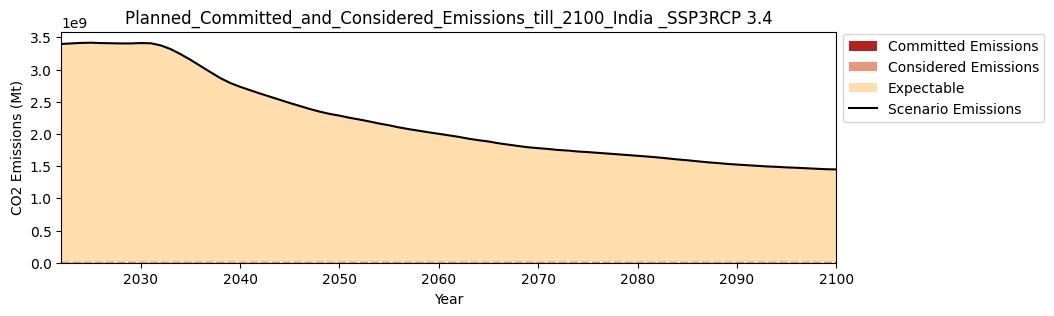 Planned_Committed_and_Considered_Emissions_till_2100_India _SSP3RCP 3.4
1e9
3.5
3.0
2.5
2.0
1.5
1.0
0.5
0.0
CO2 Emissions (Mt)
2030
2040
2050
2060
2070
2080
2090
2100
Year
Committed Emissions
Considered Emissions
Expectable
Scenario Emissions